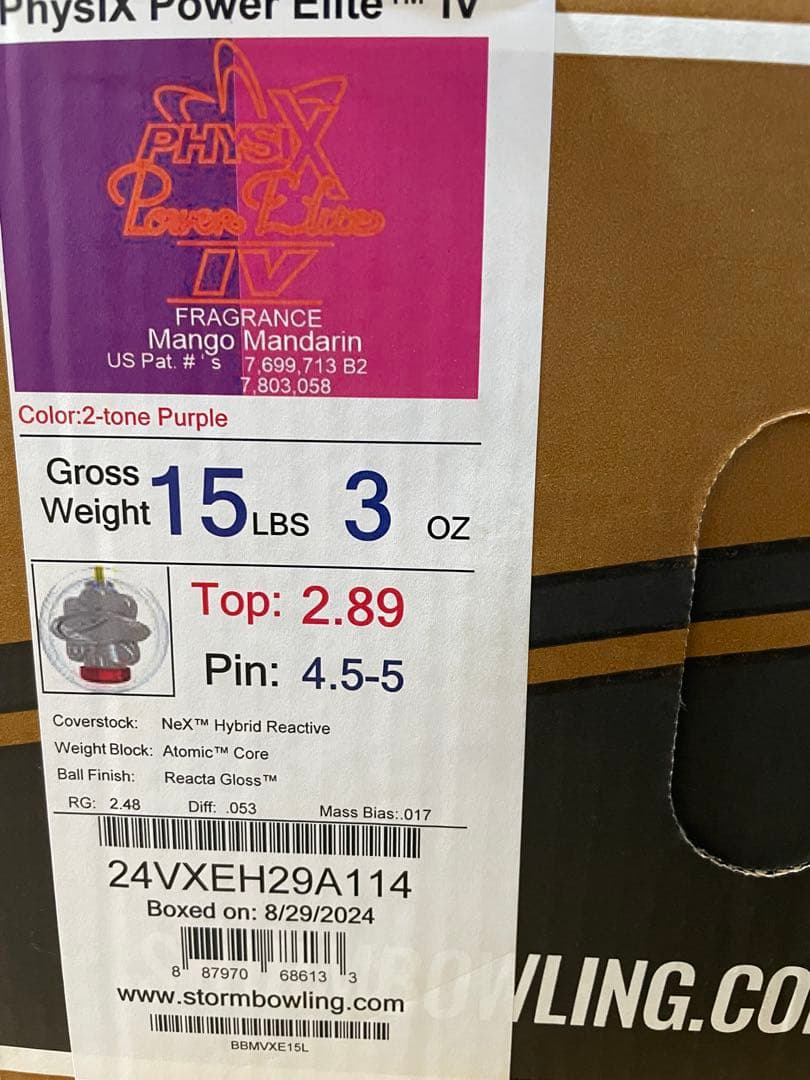 PhysiX Power Elite™ IV
PHYSIX
Power Elite
IV
FRAGRANCE
Mango Mandarin
US Pat. #'s 7,699,713 B2
7,803,058
Color:2-tone Purple
Gross Weight 15 LBS 3 OZ
Top: 2.89
Pin: 4.5-5
Coverstock: NeX™ Hybrid Reactive
Weight Block: Atomic™ Core
Ball Finish: Reacta Gloss™
RG: 2.48 Diff: .053 Mass Bias:.017
24VXEH29A114
Boxed on: 8/29/2024
8 87970 68613 3
www.stormbowling.com
BBMVXE15L
WLING.CO